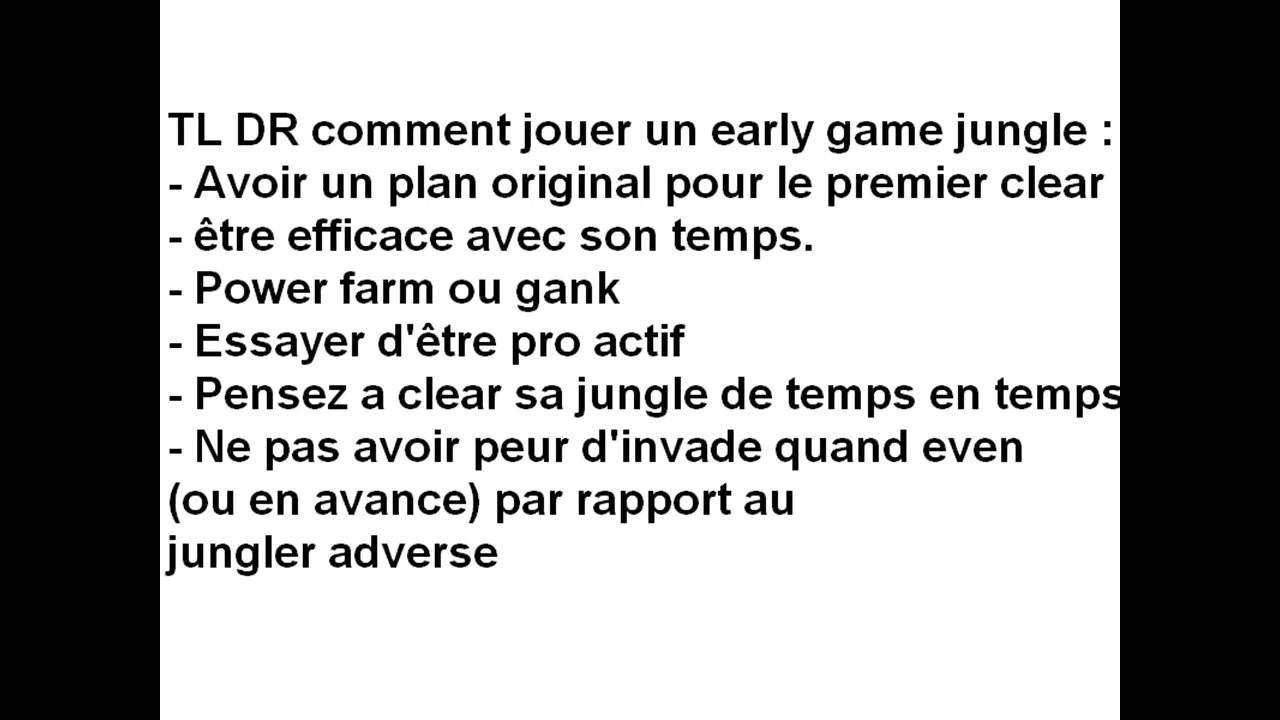 TL DR comment jouer un early game jungle :
- Avoir un plan original pour le premier clear
- être efficace avec son temps.
- Power farm ou gank
- Essayer d'être pro actif
- Pensez a clear sa jungle de temps en temps
- Ne pas avoir peur d'invade quand even
(ou en avance) par rapport au
jungler adverse